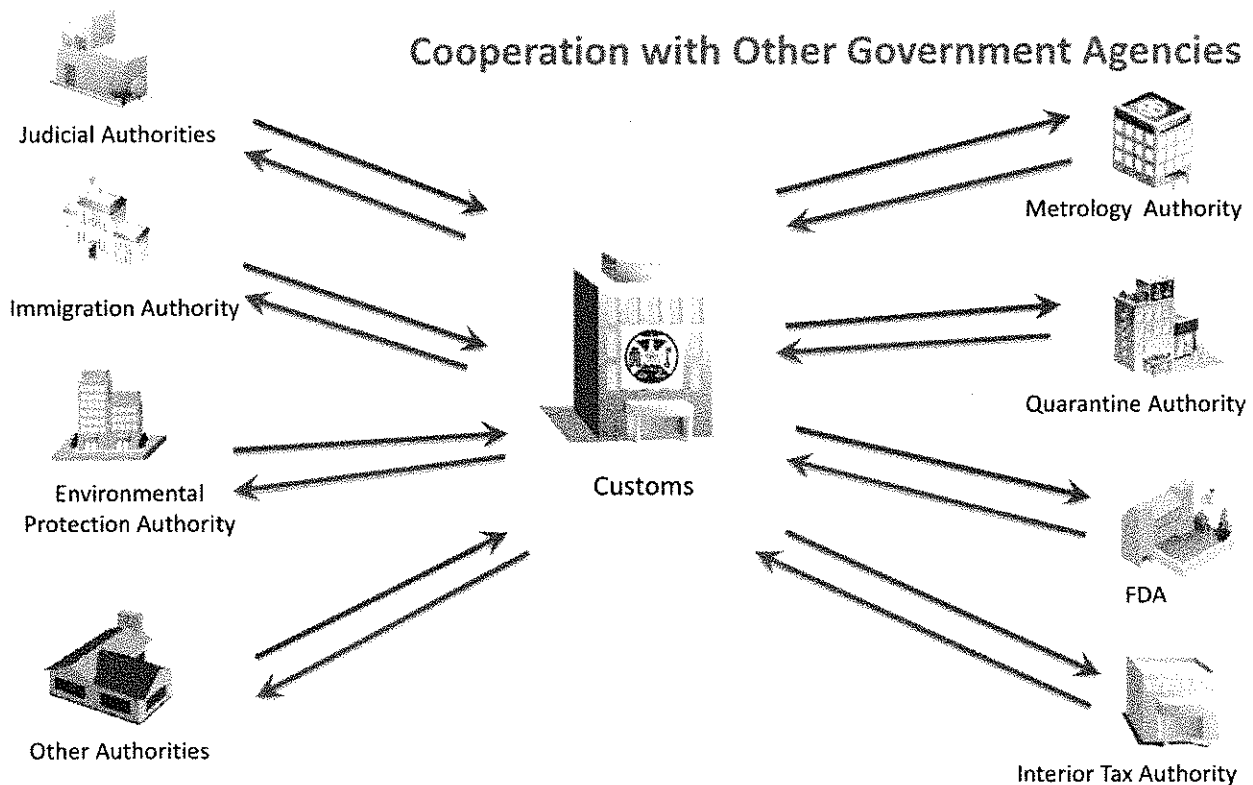 Cooperation with Other Government Agencies
Judicial Authorities
Immigration Authority
Environmental
Protection Authority
Other Authorities
Customs
Metrology Authority
Quarantine Authority
FDA
Interior Tax Authority